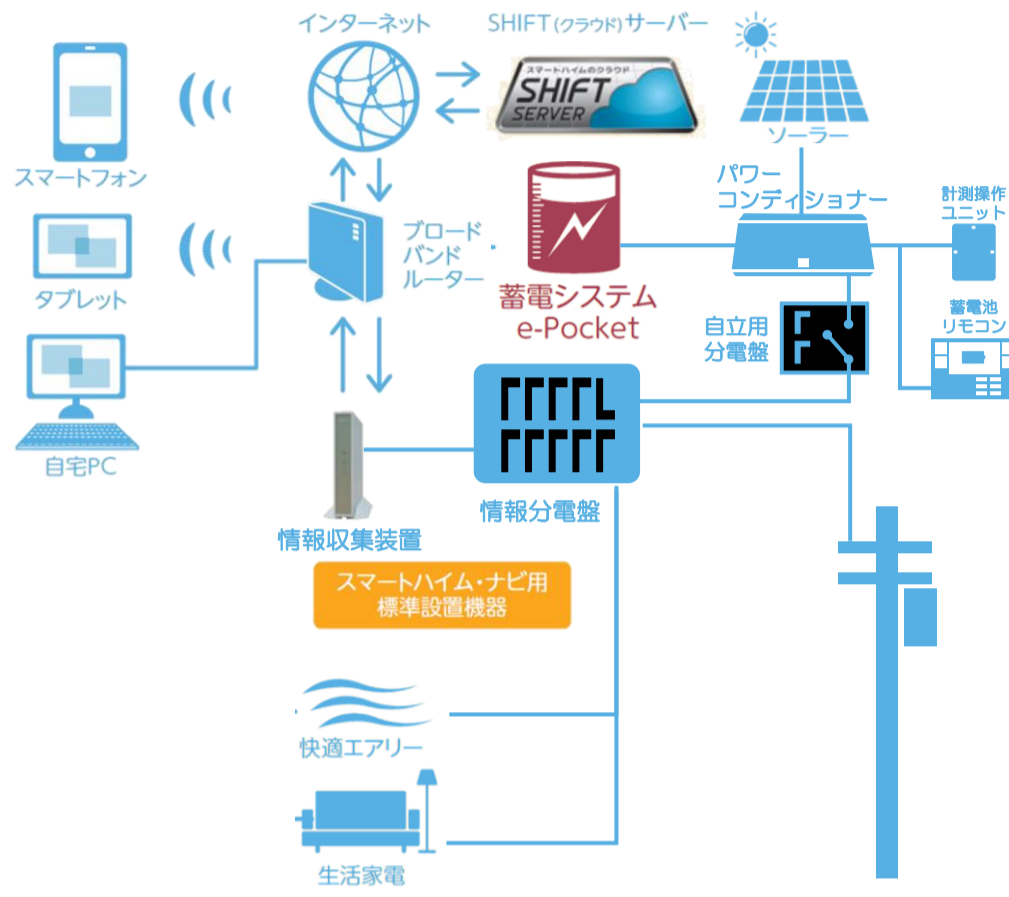 インターネット
SHIFT(クラウド)サーバー
スマートハイムのクラウド
SHIFT
SERVER
スマートフォン
ソーラー
パワー
コンディショナー
計測操作
ユニット
ブロード
バンド
ルーター
タブレット
蓄電システム
e-Pocket
自立用
分電盤
蓄電池
リモコン
自宅PC
情報分電盤
情報収集装置
スマートハイム・ナビ用
標準設置機器
快適エアリー
生活家電